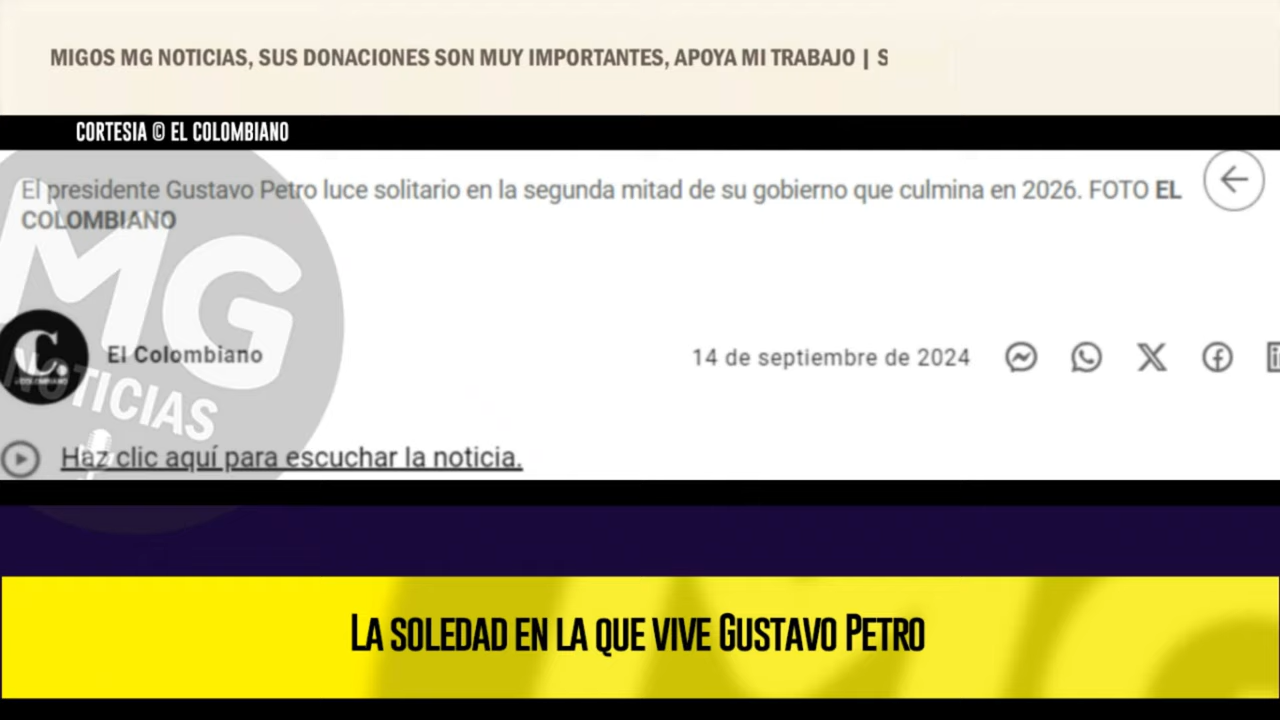 MIGOS MG NOTICIAS, SUS DONACIONES SON MUY IMPORTANTES, APOYA MI TRABAJO | S
CORTESIA © EL COLOMBIANO
El presidente Gustavo Petro luce solitario en la segunda mitad de su gobierno que culmina en 2026. FOTO EL
COLOMBIANO
MG
NOTICIAS
C.
El Colombiano
14 de septiembre de 2024
Haz clic aquí para escuchar la noticia.
LA SOLEDAD EN LA QUE VIVE GUSTAVO PETRO